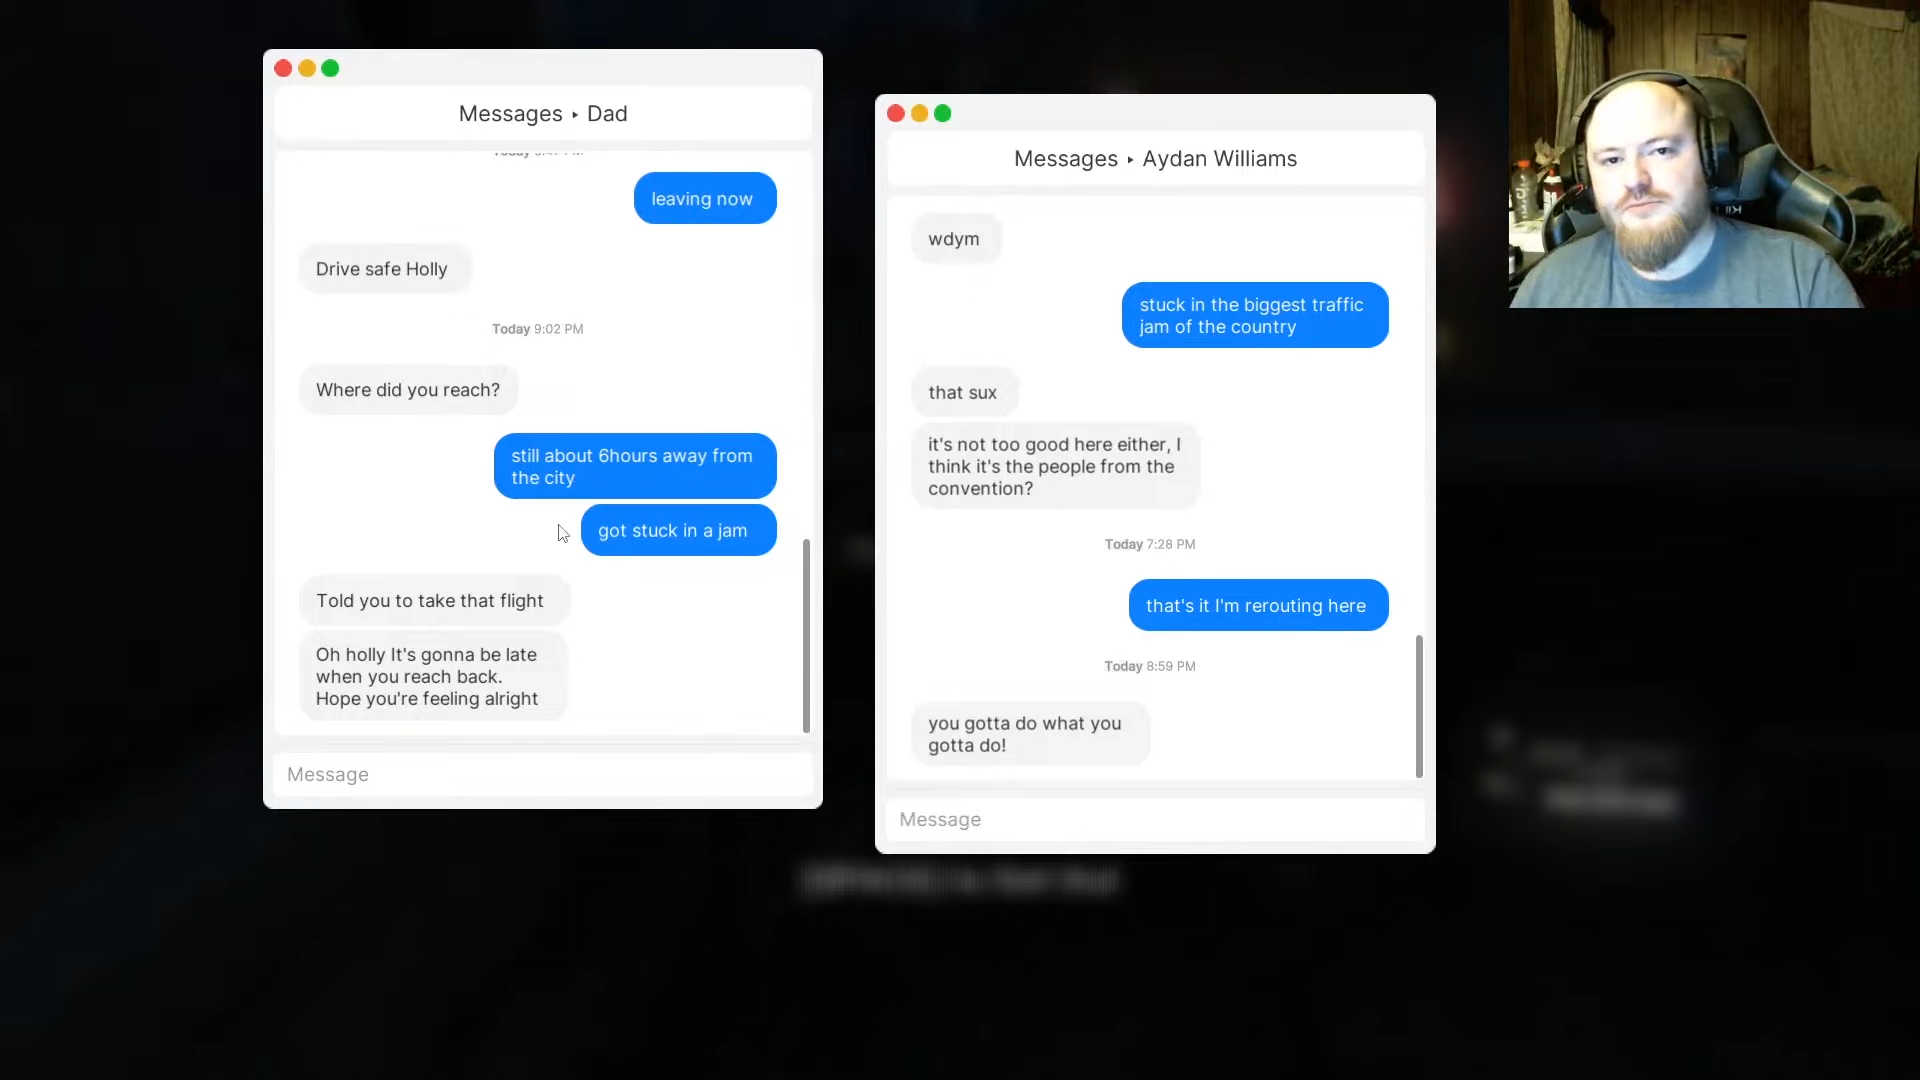 Messages ▸ Dad
leaving now
Drive safe Holly
Today 9:02 PM
Where did you reach?
still about 6hours away from
the city
got stuck in a jam
Told you to take that flight
Oh holly It's gonna be late
when you reach back.
Hope you're feeling alright
Message
Messages ▸ Aydan Williams
wdym
stuck in the biggest traffic
jam of the country
that sux
it's not too good here either, I
think it's the people from the
convention?
Today 7:28 PM
that's it I'm rerouting here
Today 8:59 PM
you gotta do what you
gotta do!
Message